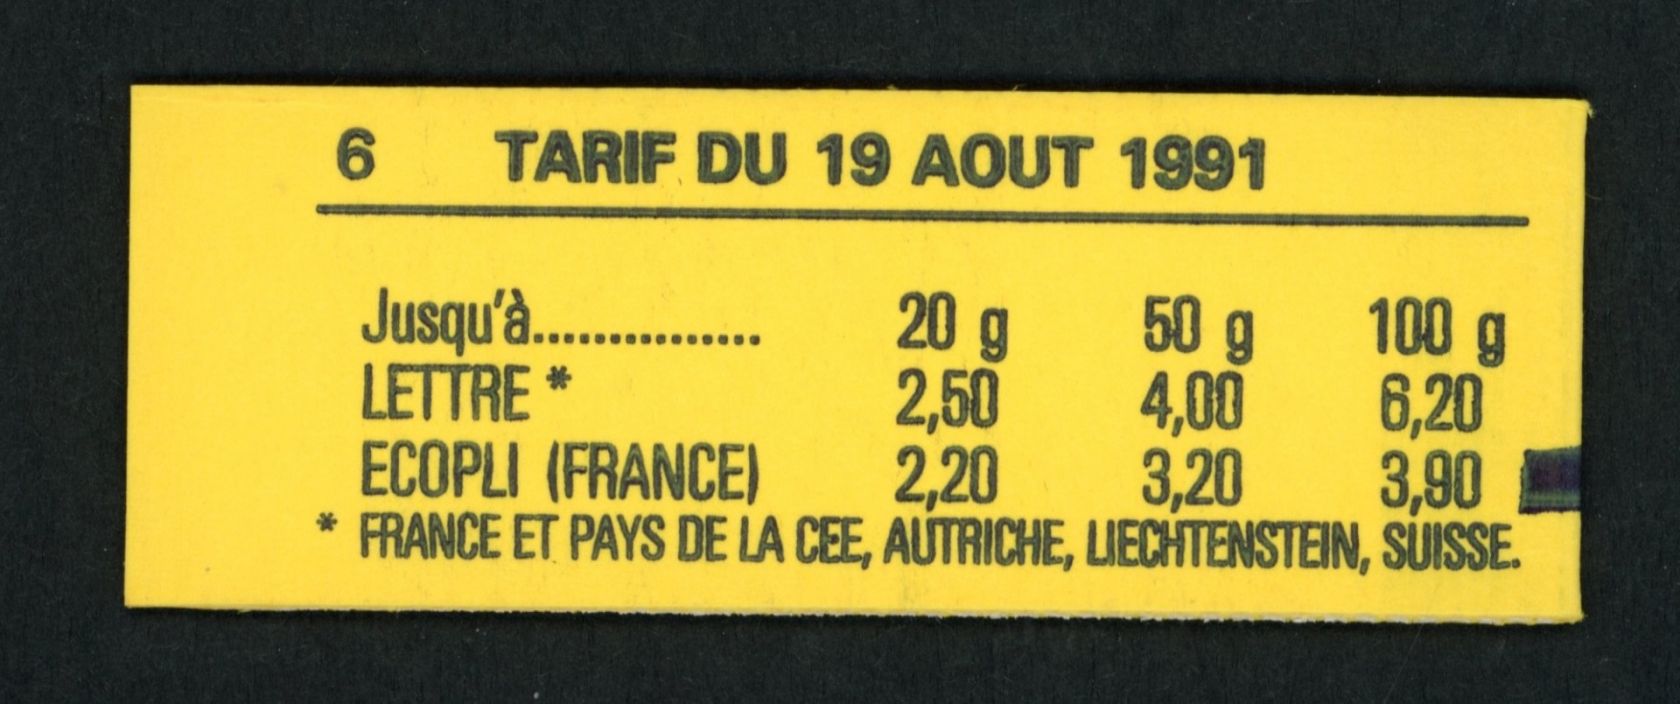 6 TARIF DU 19 AOUT 1991
Jusqu'à............... 20 g 50 g 100 g
LETTRE * 2,50 4,00 6,20
ECOPLI (FRANCE) 2,20 3,20 3,90
* FRANCE ET PAYS DE LA CEE, AUTRICHE, LIECHTENSTEIN, SUISSE.